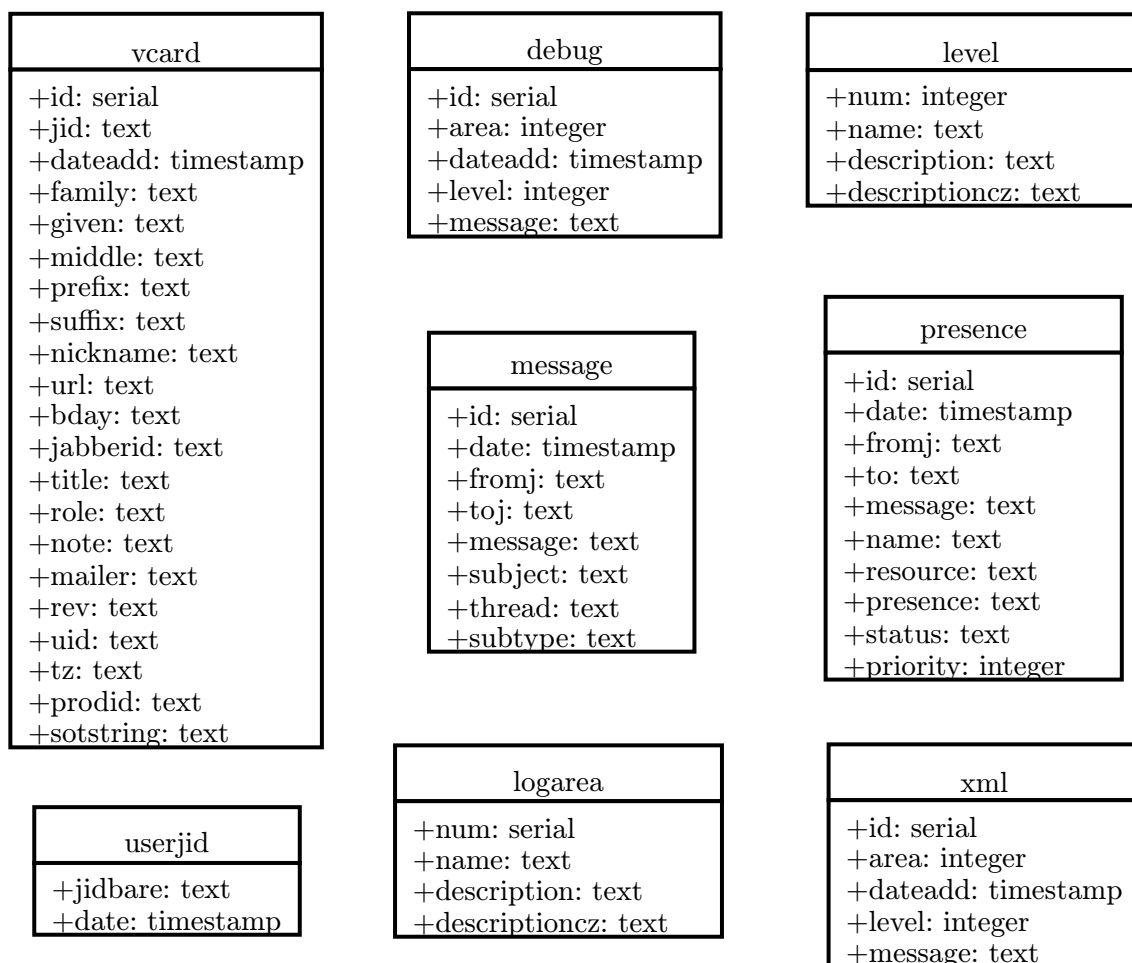 vcard
+id: serial
+jid: text
+dateadd: timestamp
+family: text
+given: text
+middle: text
+prefix: text
+suffix: text
+nickname: text
+url: text
+bday: text
+jabberid: text
+title: text
+role: text
+note: text
+mailer: text
+rev: text
+uid: text
+tz: text
+prodid: text
+sotstring: text
debug
+id: serial
+area: integer
+dateadd: timestamp
+level: integer
+message: text
level
+num: integer
+name: text
+description: text
+descriptioncz: text
message
+id: serial
+date: timestamp
+fromj: text
+toj: text
+message: text
+subject: text
+thread: text
+subtype: text
presence
+id: serial
+date: timestamp
+fromj: text
+to: text
+message: text
+name: text
+resource: text
+presence: text
+status: text
+priority: integer
userjid
+jidbare: text
+date: timestamp
logarea
+num: serial
+name: text
+description: text
+descriptioncz: text
xml
+id: serial
+area: integer
+dateadd: timestamp
+level: integer
+message: text